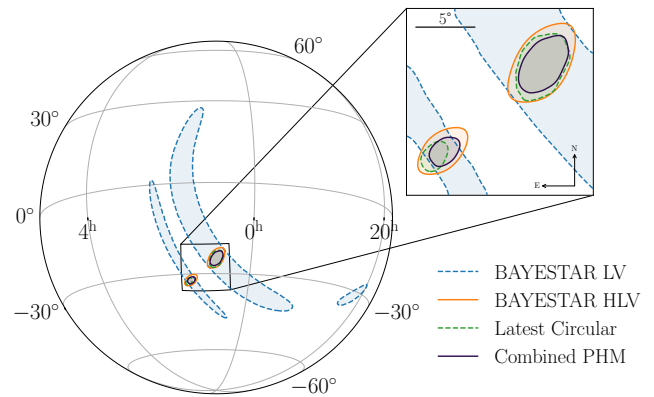 5°
60°
N
E
30°
0°
4h
0h
20h
−30°
−30°
−60°
BAYESTAR LV
BAYESTAR HLV
Latest Circular
Combined PHM